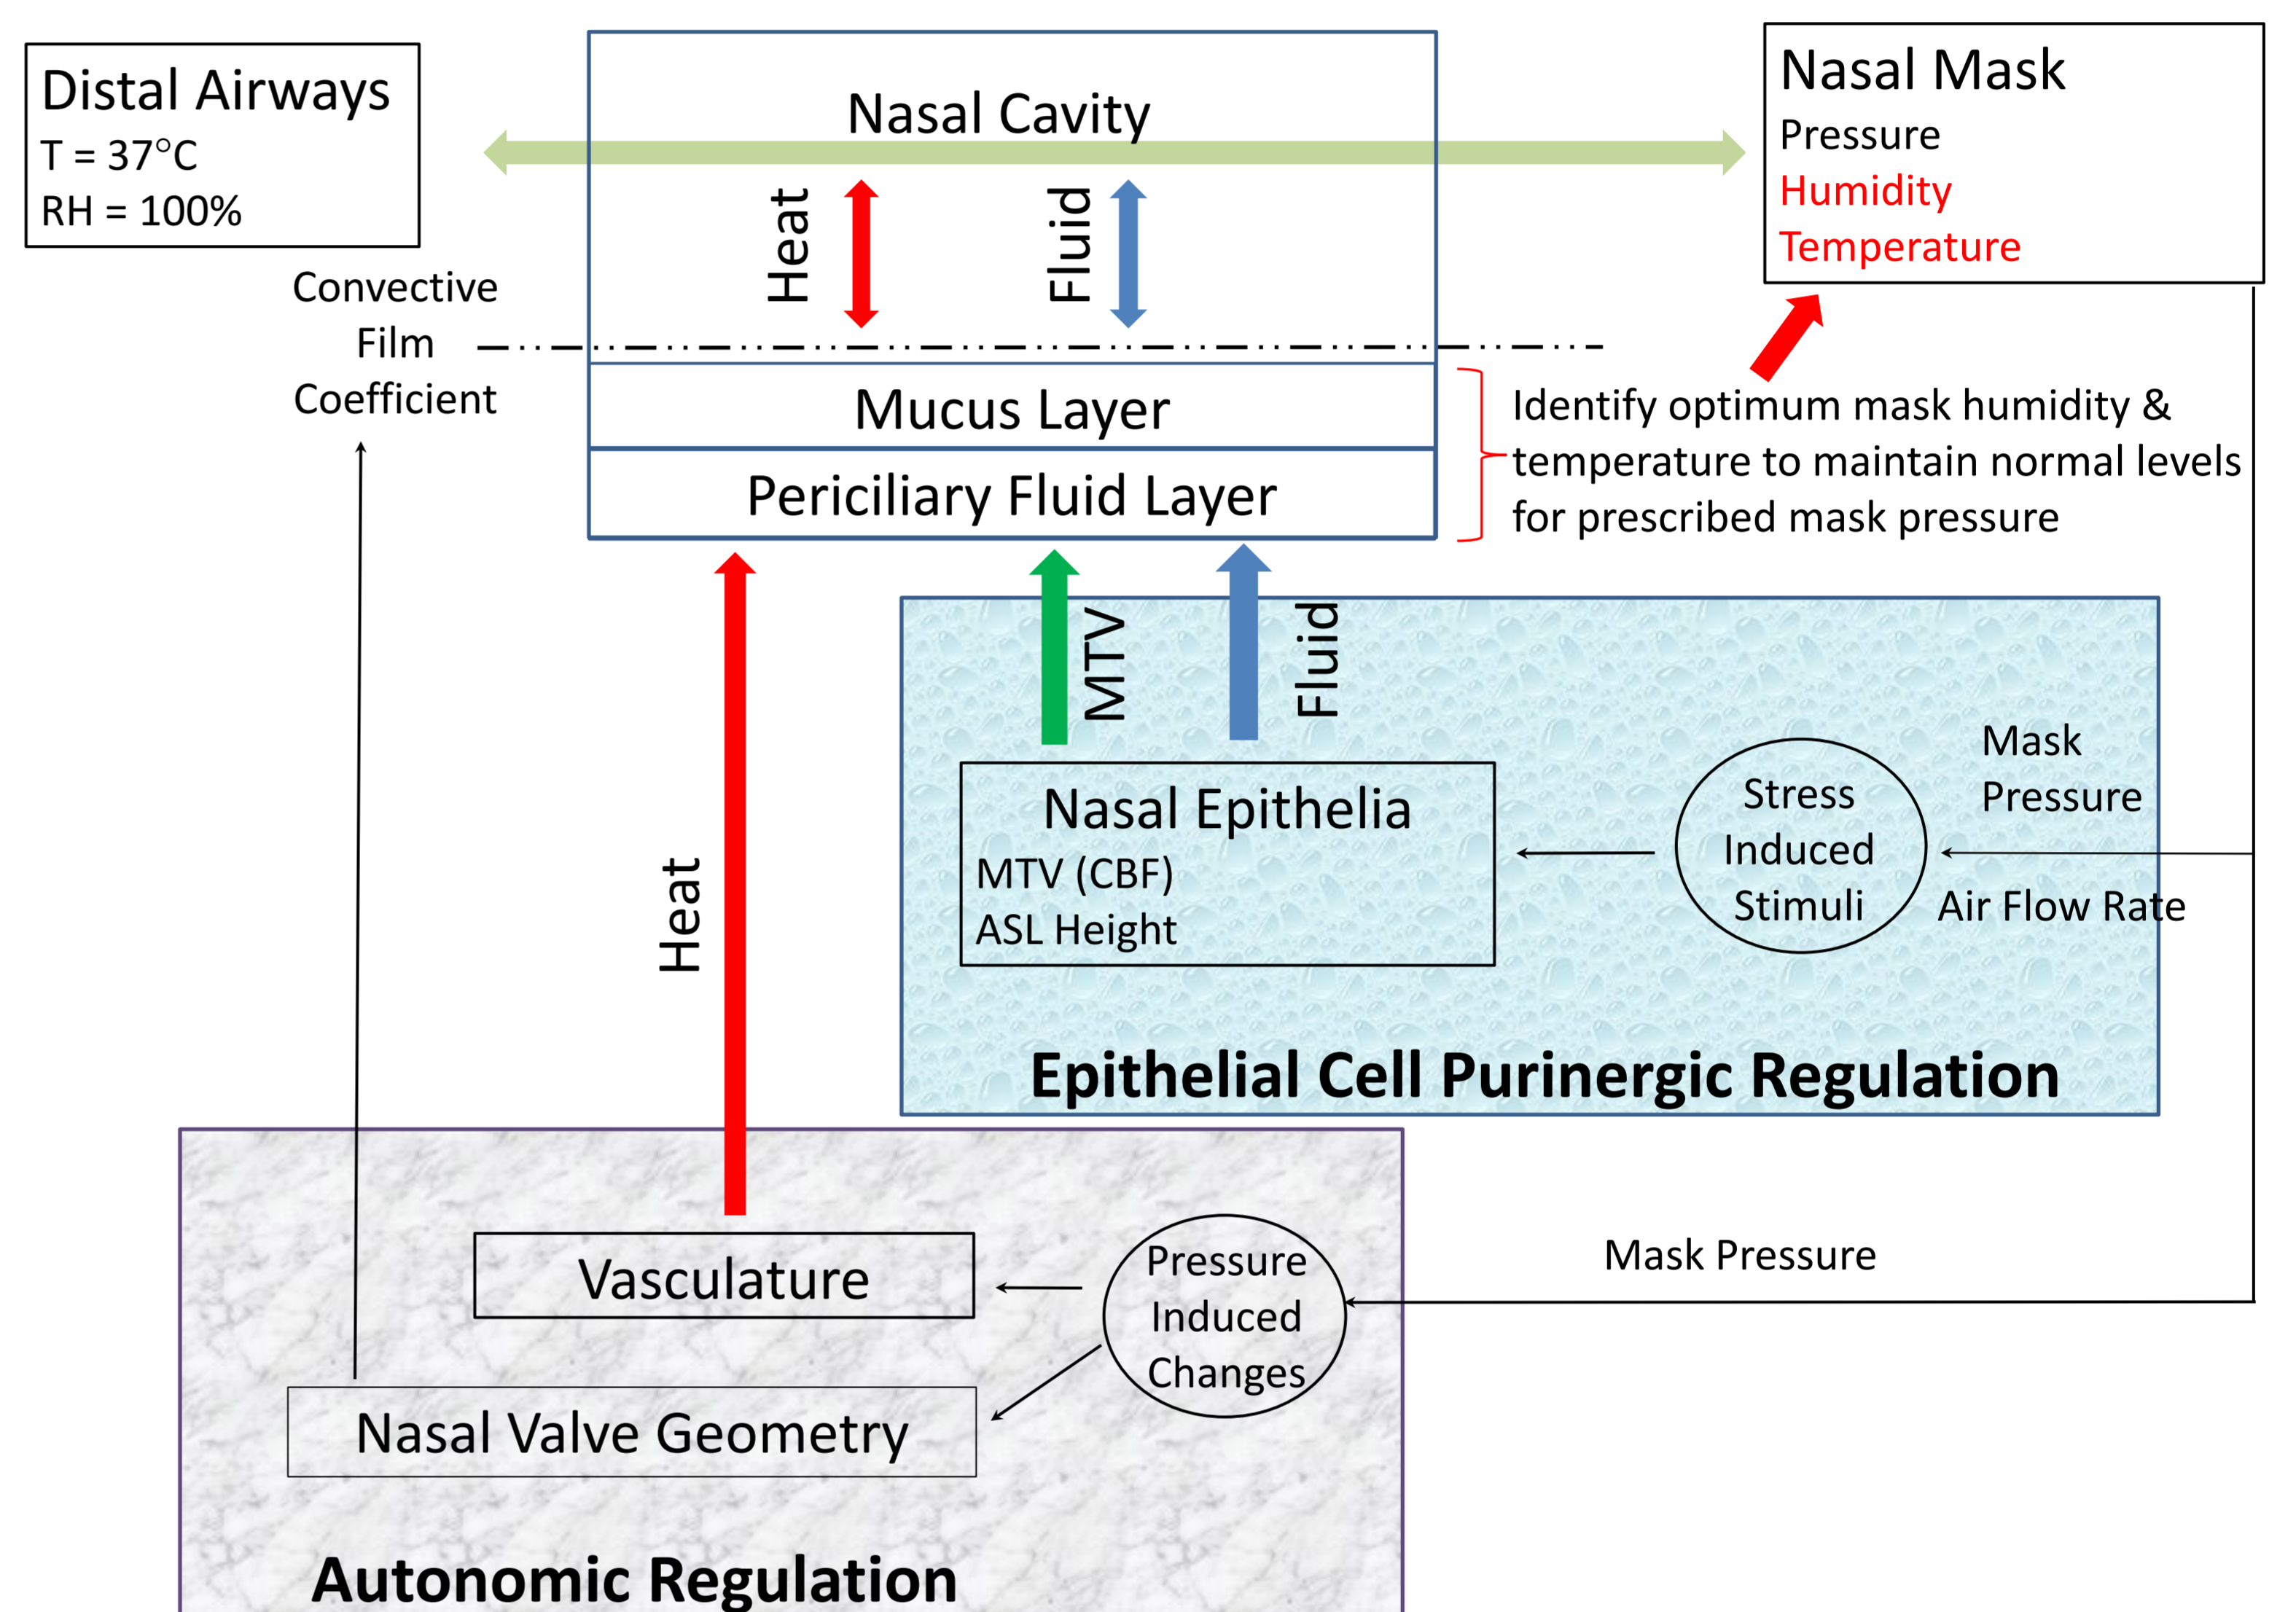 Distal Airways
T = 37°C
RH = 100%
Nasal Cavity
Heat
Fluid
Nasal Mask
Pressure
Humidity
Temperature
Convective
Film
Coefficient
Mucus Layer
Periciliary Fluid Layer
Identify optimum mask humidity &
temperature to maintain normal levels
for prescribed mask pressure
Heat
MTV
Fluid
Nasal Epithelia
MTV (CBF)
ASL Height
Stress
Induced
Stimuli
Mask
Pressure
Air Flow Rate
Epithelial Cell Purinergic Regulation
Vasculature
Pressure
Induced
Changes
Mask Pressure
Nasal Valve Geometry
Autonomic Regulation